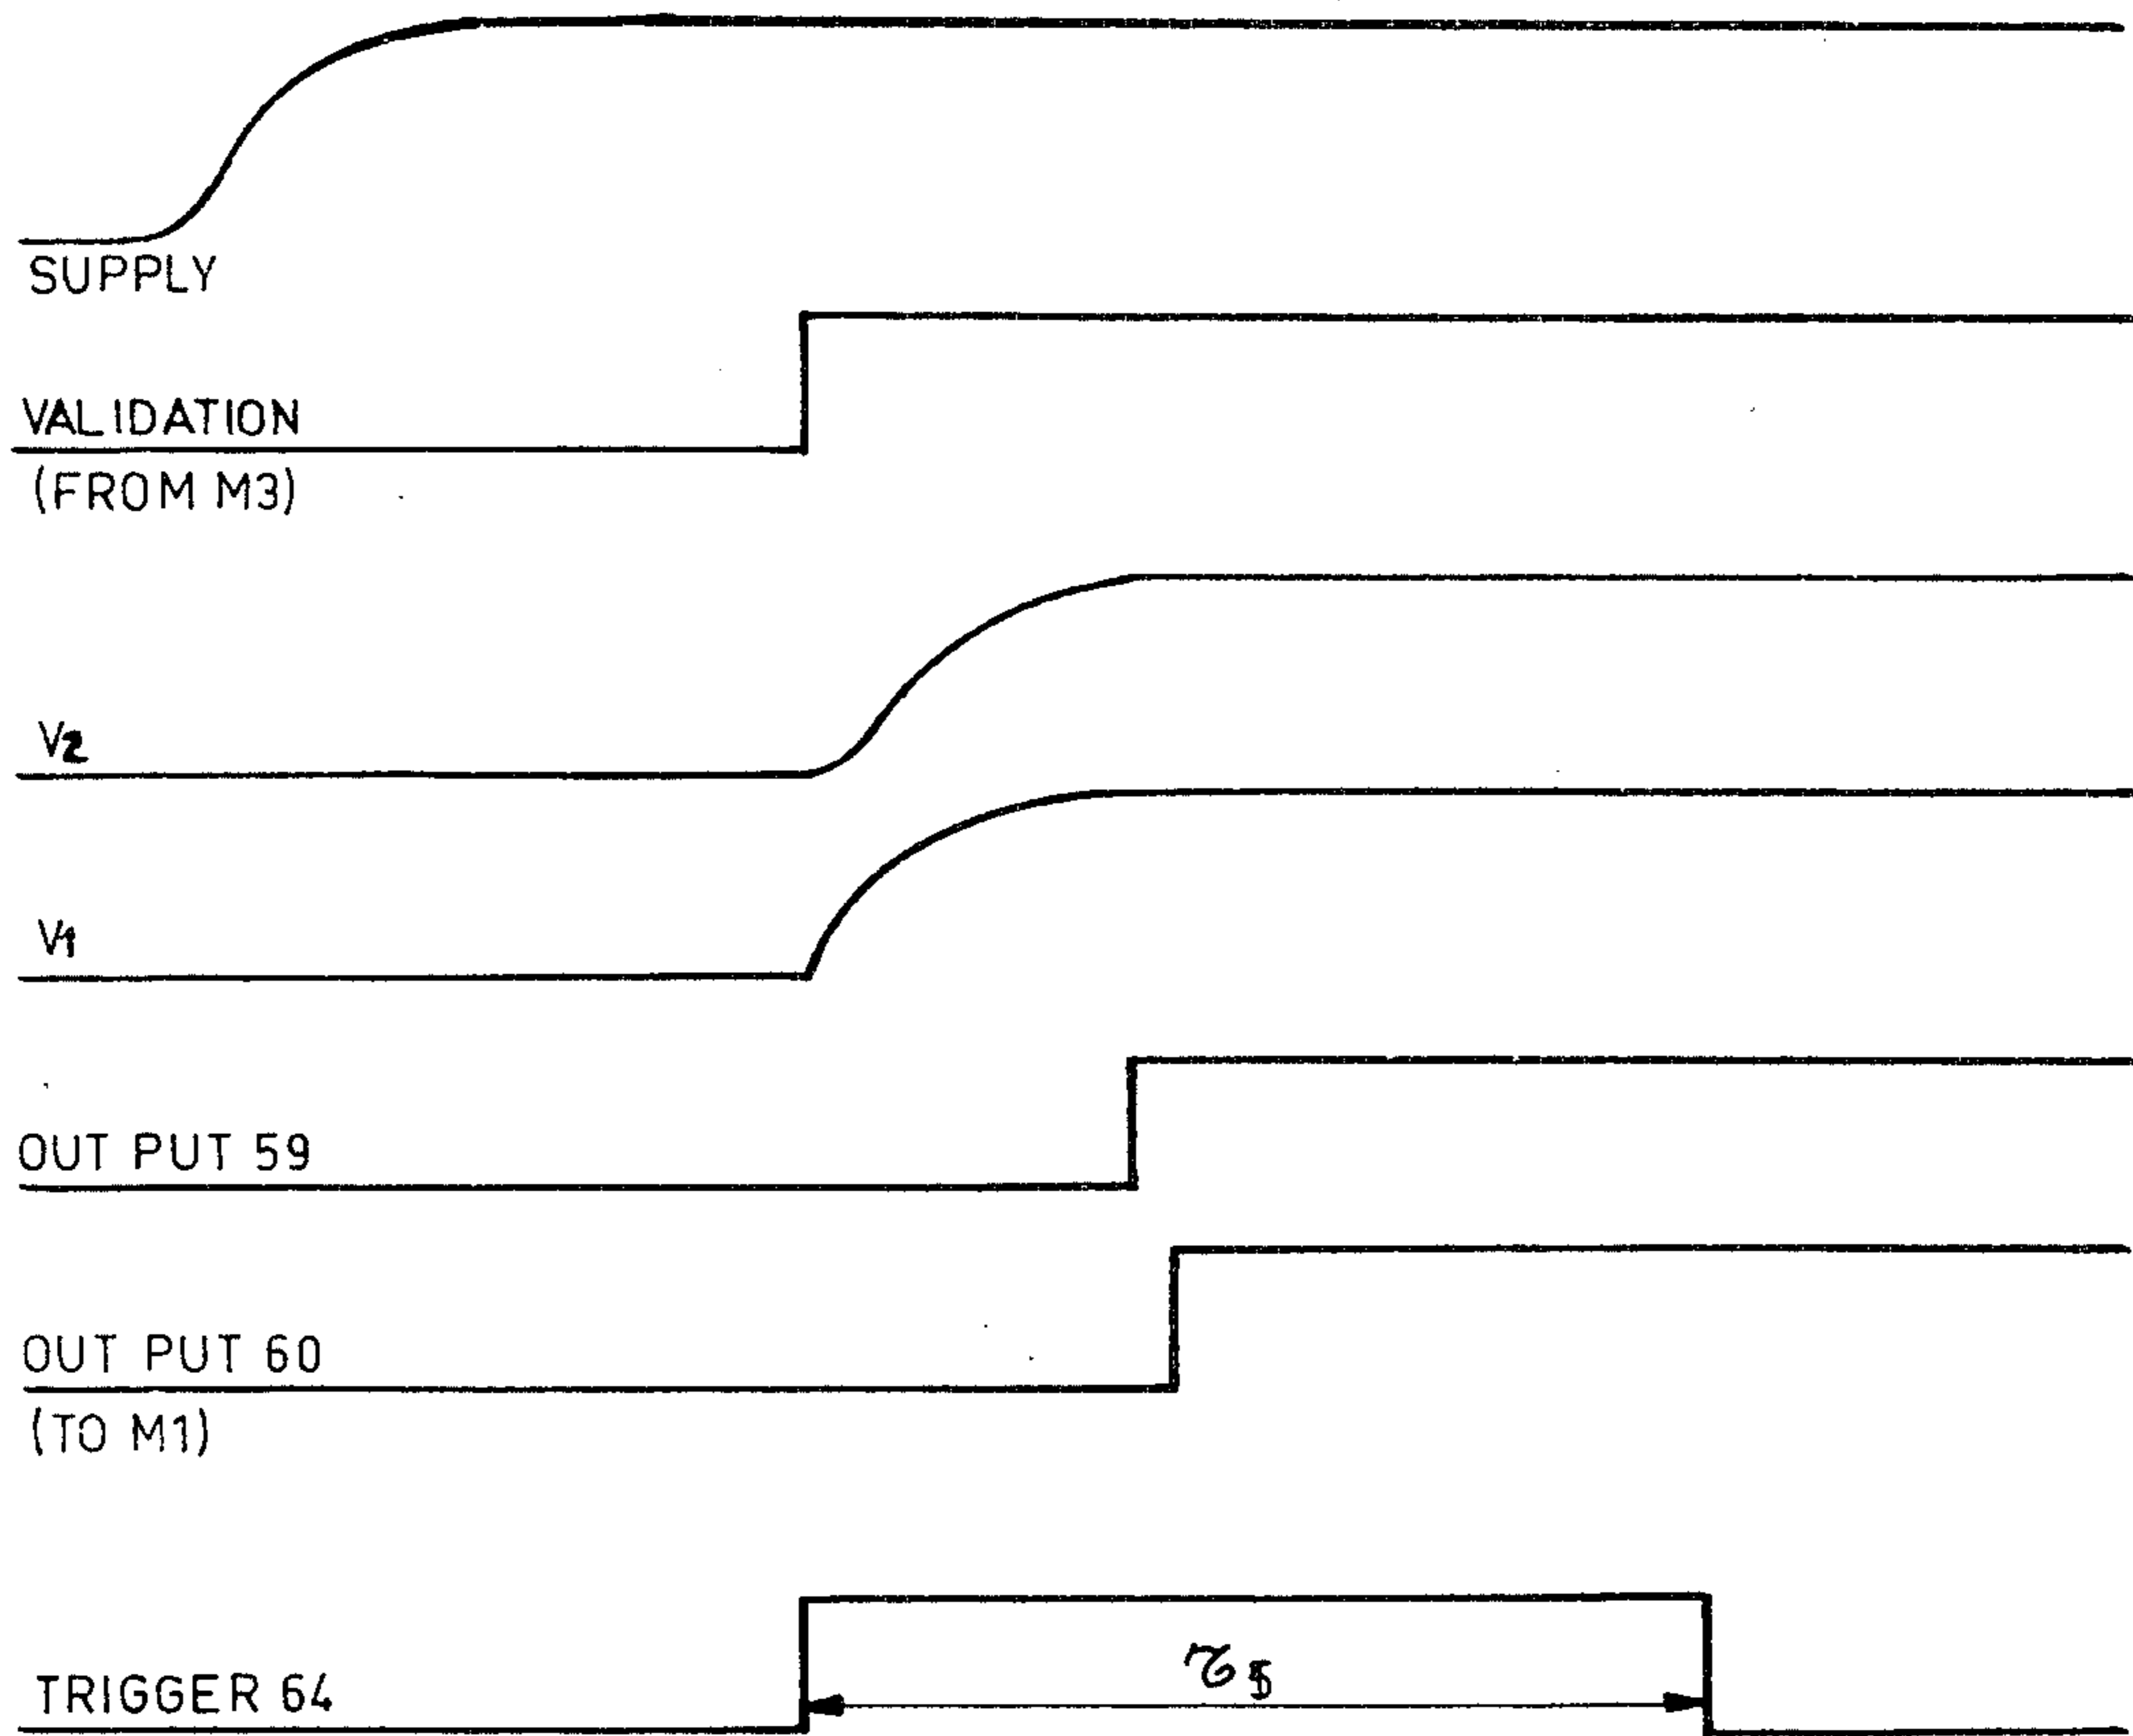 SUPPLY
VALIDATION
(FROM M3)
V2
V1
OUT PUT 59
OUT PUT 60
(TO M1)
TRIGGER 64